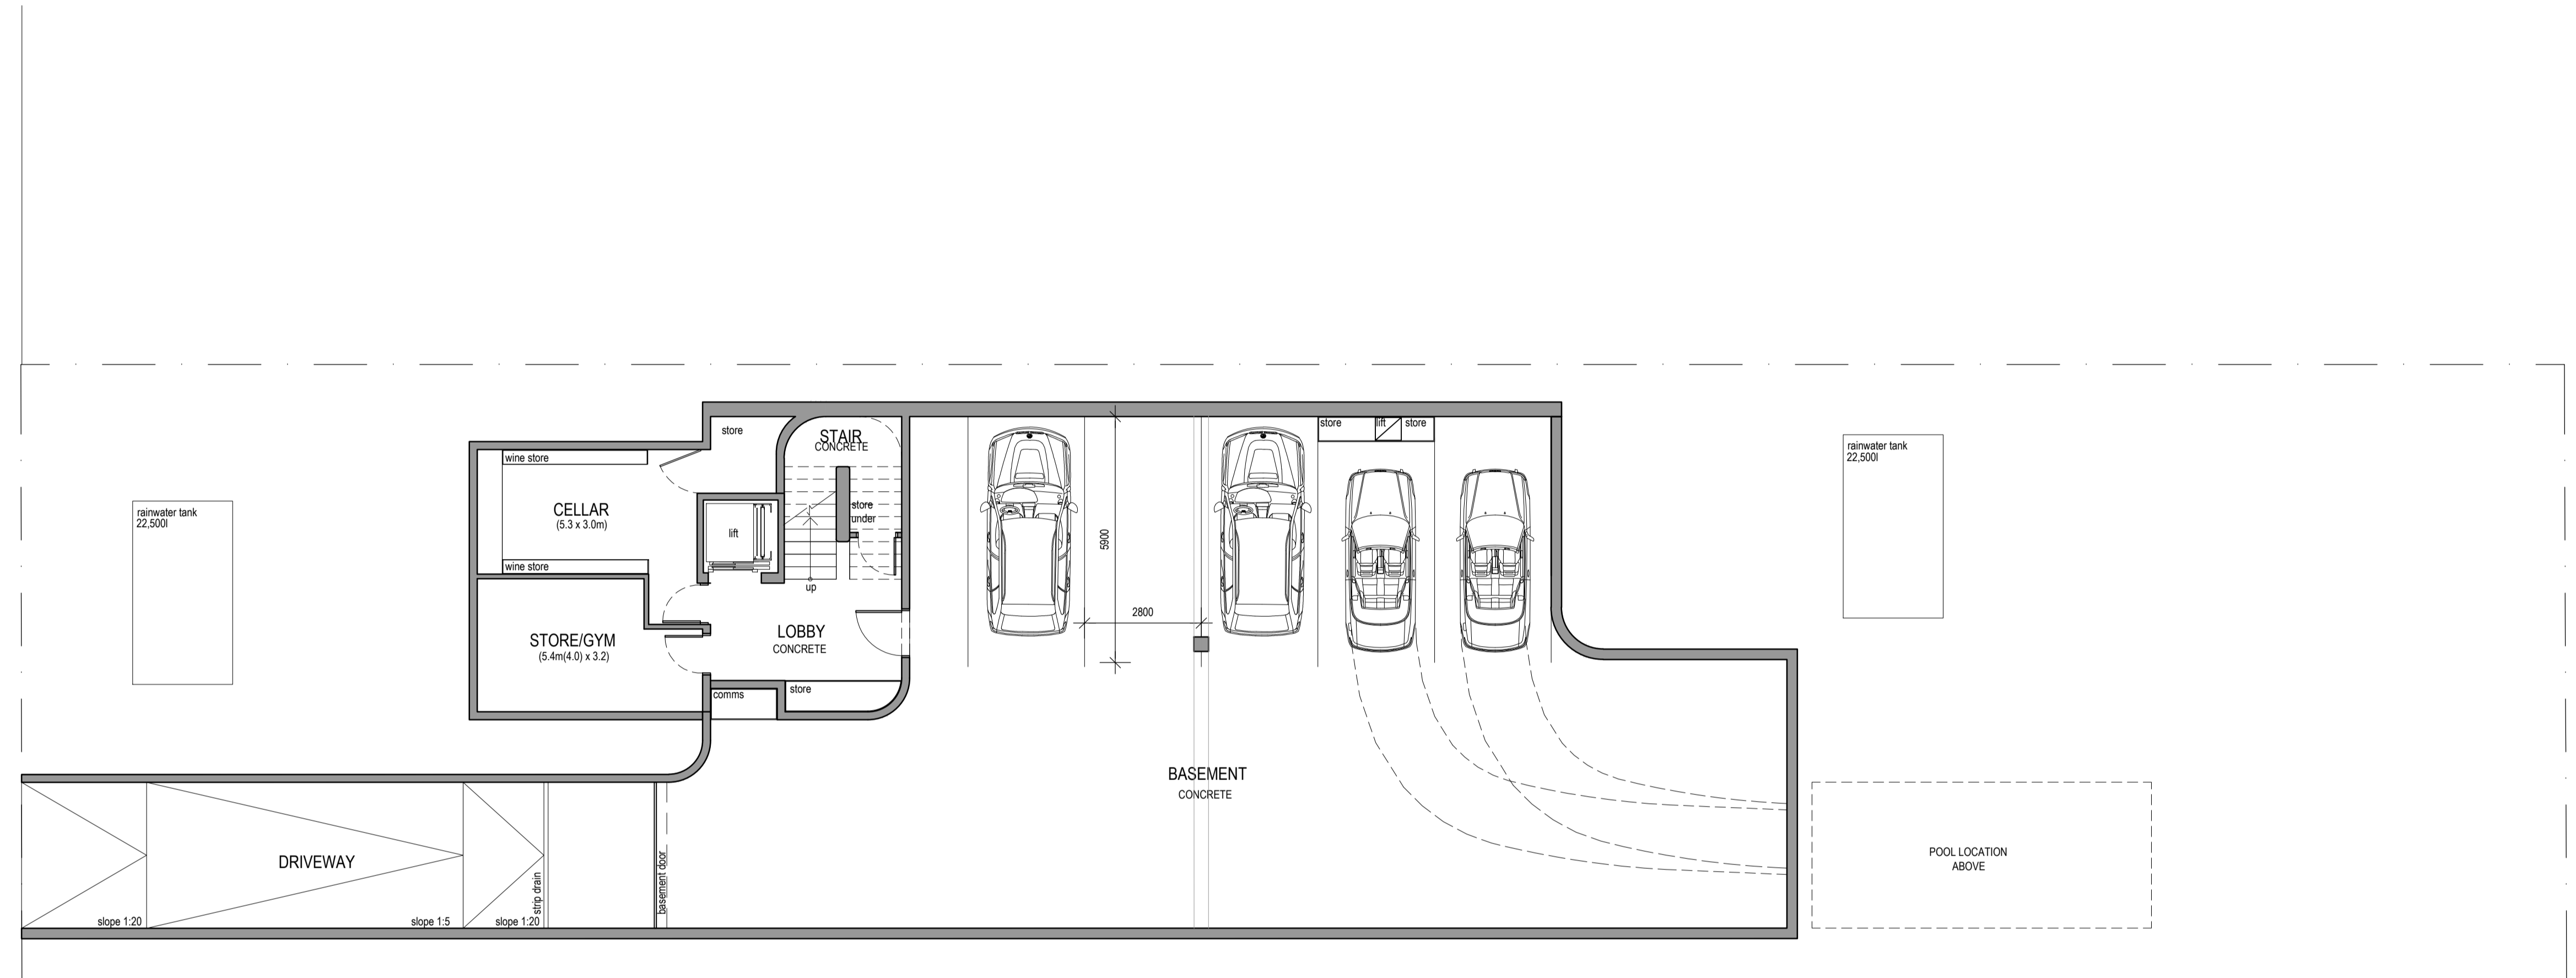 store
STAIR
CONCRETE
store
lift
store
wine store
CELLAR
(5.3 x 3.0m)
wine store
lift
store
under
up
rainwater tank
22,500l
rainwater tank
22,500l
5900
2800
STORE/GYM
(5.4m(4.0) x 3.2)
LOBBY
CONCRETE
comms
store
BASEMENT
CONCRETE
DRIVEWAY
slope 1:20
slope 1:5
slope 1:20
strip drain
basement door
POOL LOCATION
ABOVE